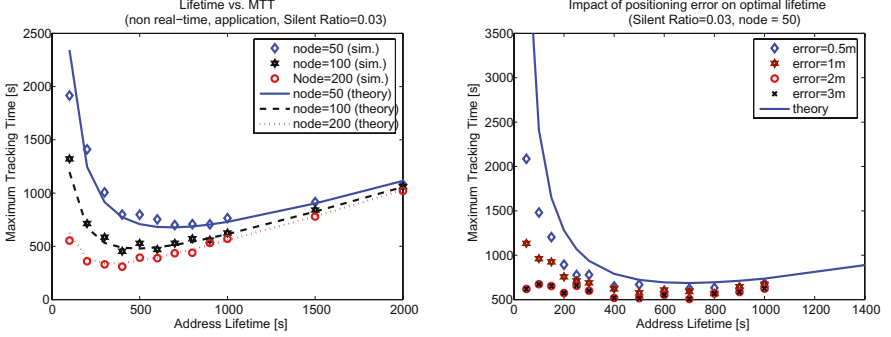 Lifetime vs. MTT
(non real-time, application, Silent Ratio=0.03)
2500
2000
1500
1000
500
0
Maximum Tracking Time [s]
node=50 (sim.)
node=100 (sim.)
Node=200 (sim.)
node=50 (theory)
node=100 (theory)
node=200 (theory)
0
500
1000
1500
2000
Address Lifetime [s]
Impact of positioning error on optimal lifetime
(Silent Ratio=0.03, node = 50)
3500
3000
2500
2000
1500
1000
500
Maximum Tracking Time [s]
error=0.5m
error=1m
error=2m
error=3m
theory
0
200
400
600
800
1000
1200
1400
Address Lifetime [s]